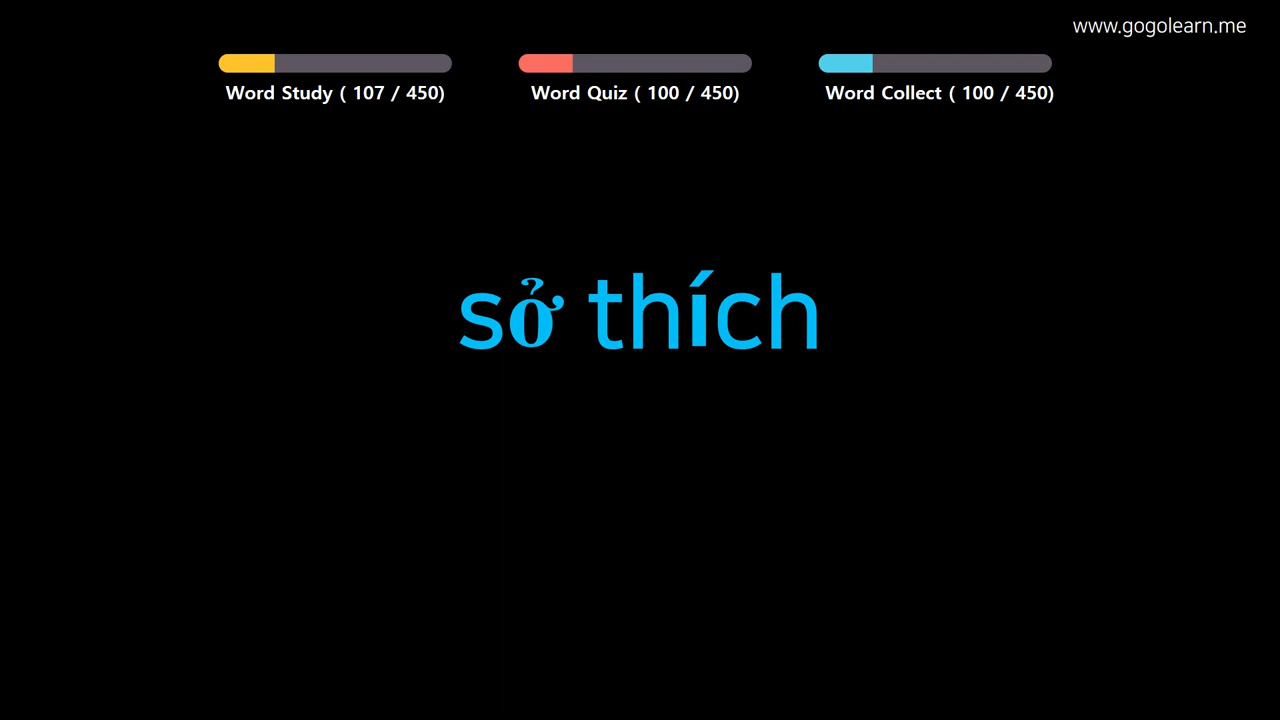 www.gogolearn.me
Word Study ( 107 / 450)
Word Quiz ( 100 / 450)
Word Collect ( 100 / 450)
sở thích